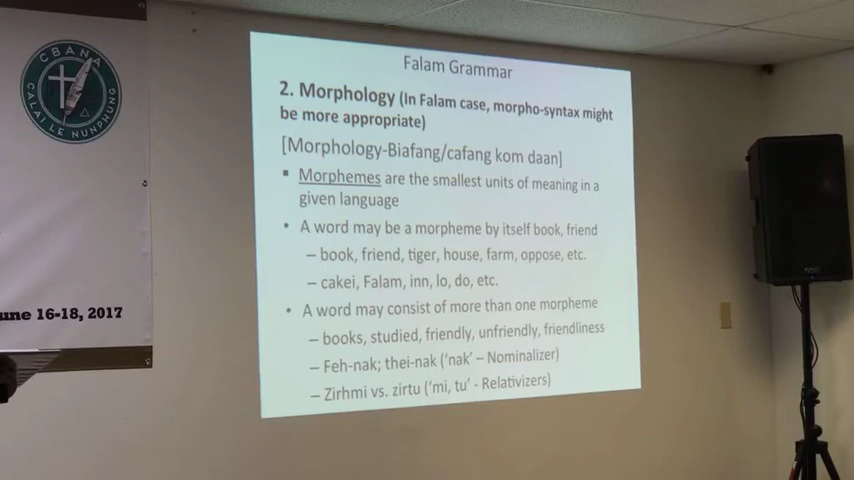 CBANA
CALAI LE NUNPHUNG
une 16-18, 2017
Falam Grammar
2. Morphology (In Falam case, morpho-syntax might
be more appropriate)
[Morphology-Biafang/cafang kom daan]
▪ Morphemes are the smallest units of meaning in a
given language
• A word may be a morpheme by itself book, friend
– book, friend, tiger, house, farm, oppose, etc.
– cakei, Falam, inn, lo, do, etc.
• A word may consist of more than one morpheme
– books, studied, friendly, unfriendly, friendliness
– Feh-nak; thei-nak (‘nak’ – Nominalizer)
– Zirhmi vs. zirtu (‘mi, tu’ - Relativizers)